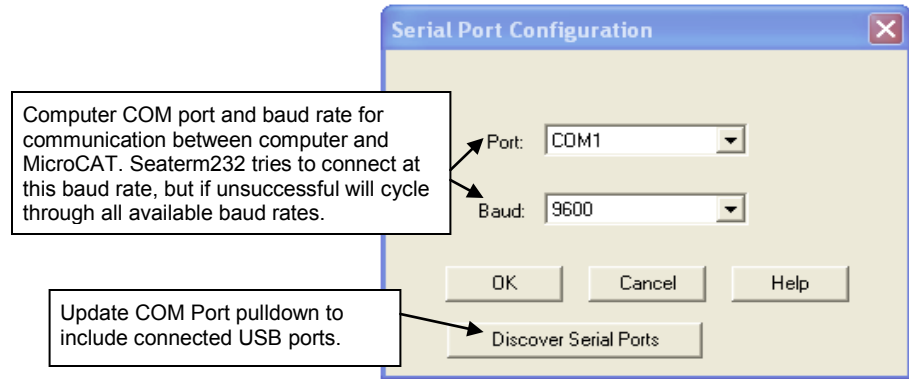 Serial Port Configuration
Computer COM port and baud rate for
communication between computer and
MicroCAT. Seaterm232 tries to connect at
this baud rate, but if unsuccessful will cycle
through all available baud rates.
Port: COM1
Baud: 9600
OK Cancel Help
Update COM Port pulldown to
include connected USB ports.
Discover Serial Ports